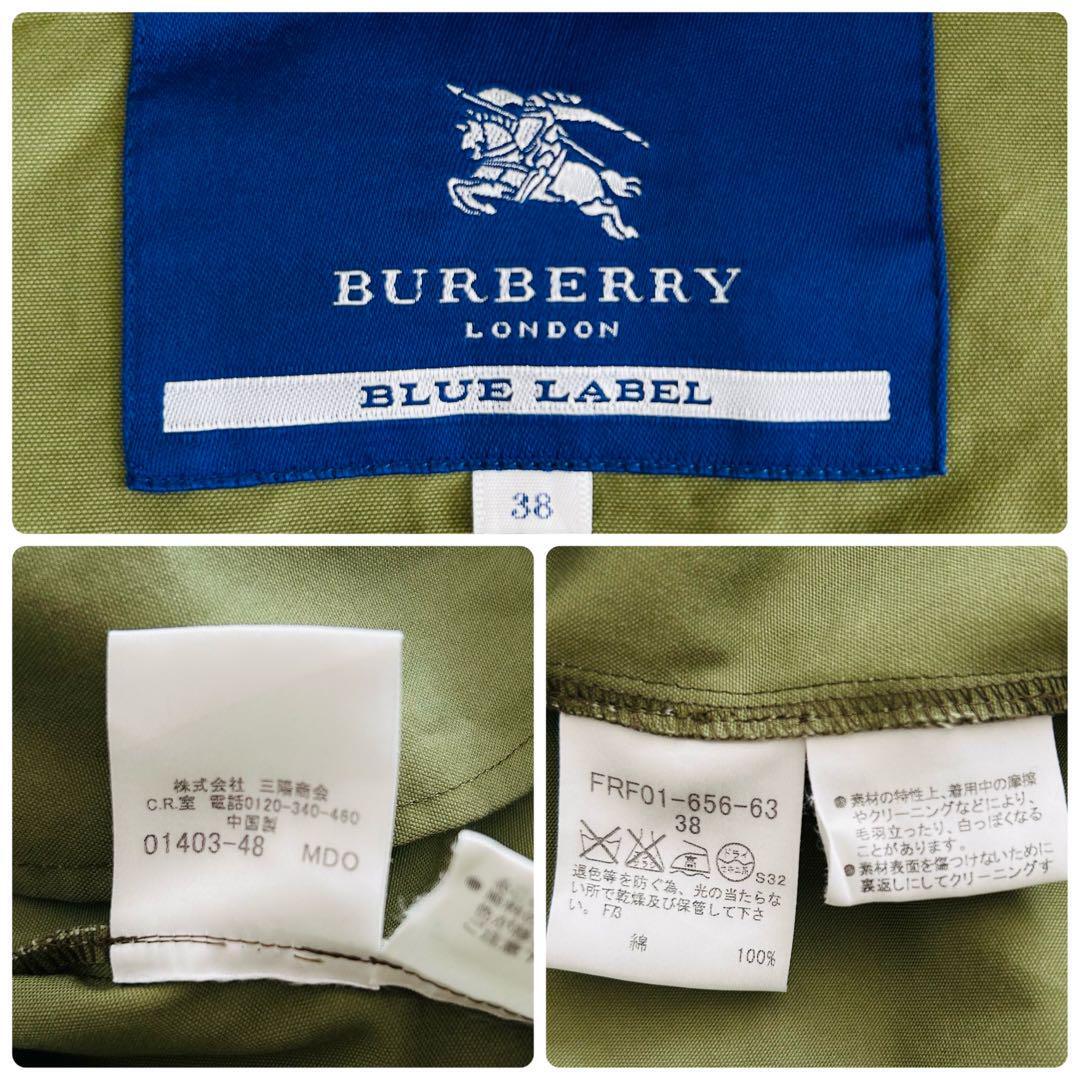 BURBERRY
LONDON
BLUE LABEL
38
株式会社 三陽商会
C.R.室 電話0120-340-460
中国製
01403-48 MDO
FRF01-656-63
38
ドライ
S32
退色等を防ぐ為、光の当たらな
い所で乾燥及び保管して下さ
い。 F73
綿 100%
●素材の特性上、着用中の摩擦
やクリーニングなどにより、
毛羽立ったり、白っぽくなる
ことがあります。
●素材表面を傷つけないために
裏返しにしてクリーニングす